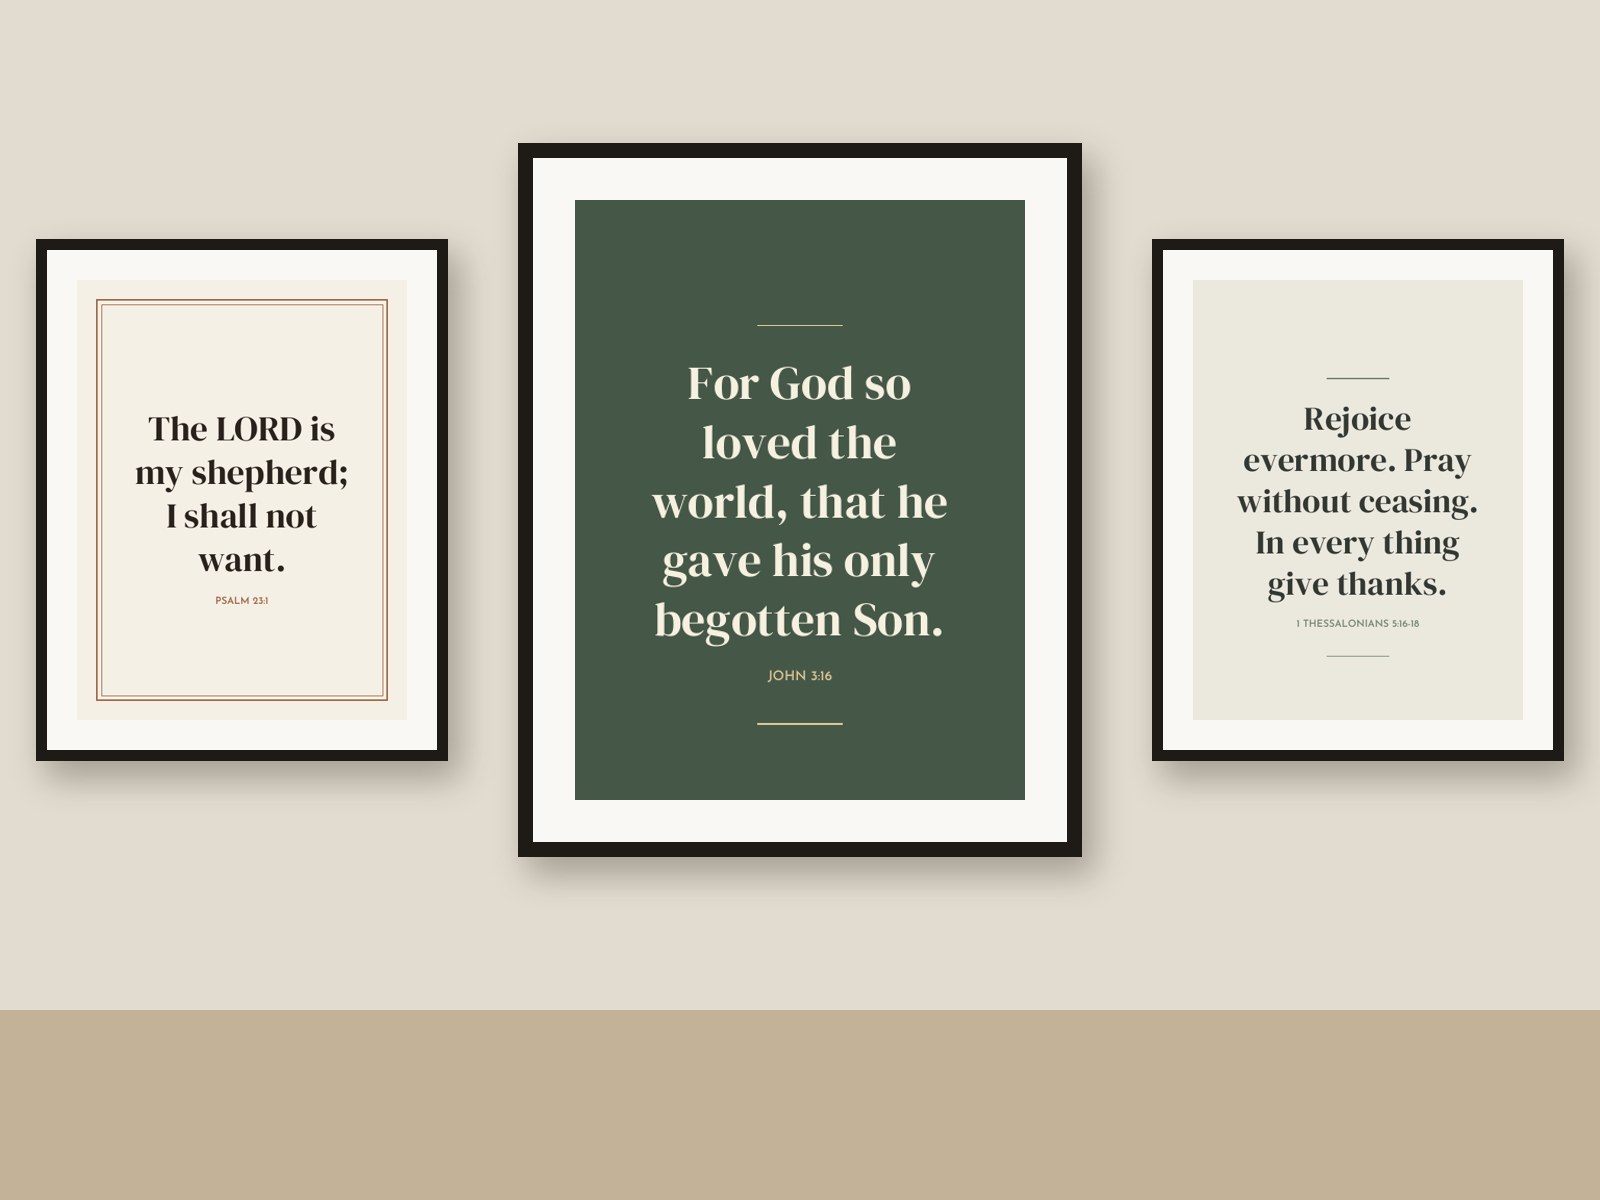 The LORD is
my shepherd;
I shall not
want.
PSALM 23:1
For God so
loved the
world, that he
gave his only
begotten Son.
JOHN 3:16
Rejoice
evermore. Pray
without ceasing.
In every thing
give thanks.
1 THESSALONIANS 5:16-18